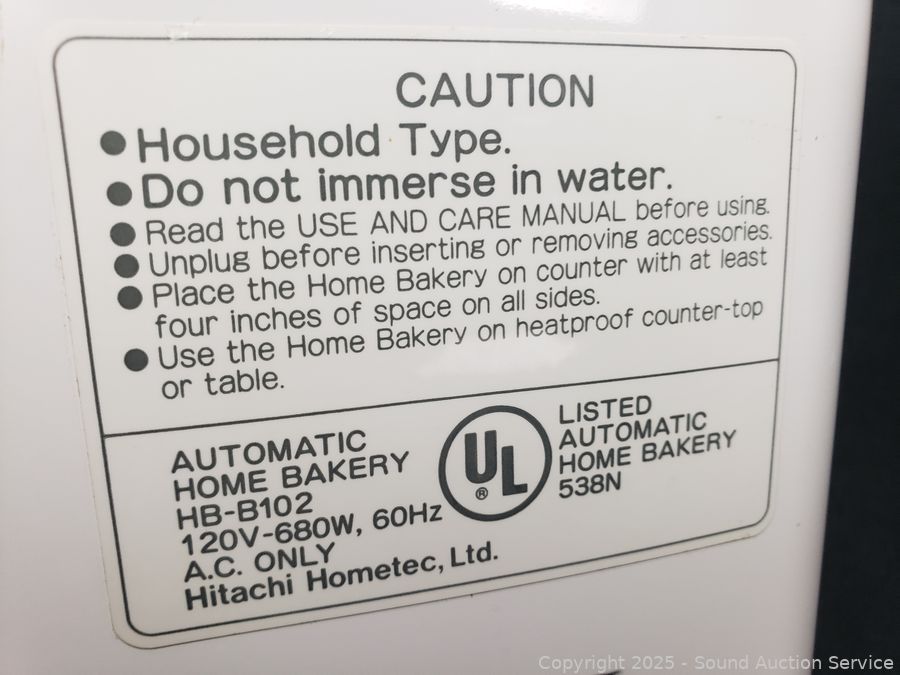 CAUTION
● Household Type.
● Do not immerse in water.
● Read the USE AND CARE MANUAL before using.
● Unplug before inserting or removing accessories.
● Place the Home Bakery on counter with at least
four inches of space on all sides.
● Use the Home Bakery on heatproof counter-top
or table.
AUTOMATIC
HOME BAKERY
HB-B102
120V-680W, 60Hz
A.C. ONLY
Hitachi Hometec, Ltd.
UL®
LISTED
AUTOMATIC
HOME BAKERY
538N
Copyright 2025 - Sound Auction Service